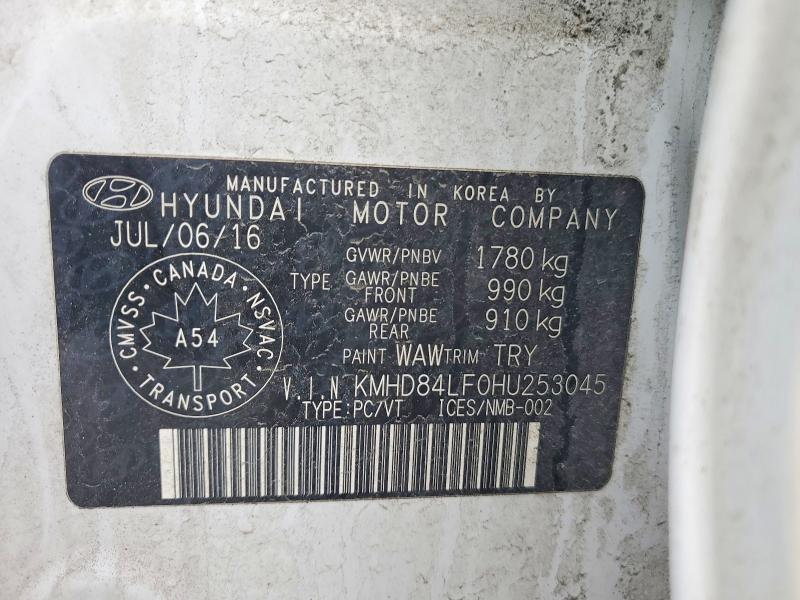 MANUFACTURED IN KOREA BY
HYUNDAI MOTOR COMPANY
JUL/06/16
GVWR/PNBV 1780 kg
TYPE GAWR/PNBE FRONT 990 kg
GAWR/PNBE REAR 910 kg
PAINT WAW TRIM TRY
V.I.N KMHD84LF0HU253045
TYPE:PC/VT ICES/NMB-002
CANADA
CMVSS NSVAC
A54
TRANSPORT